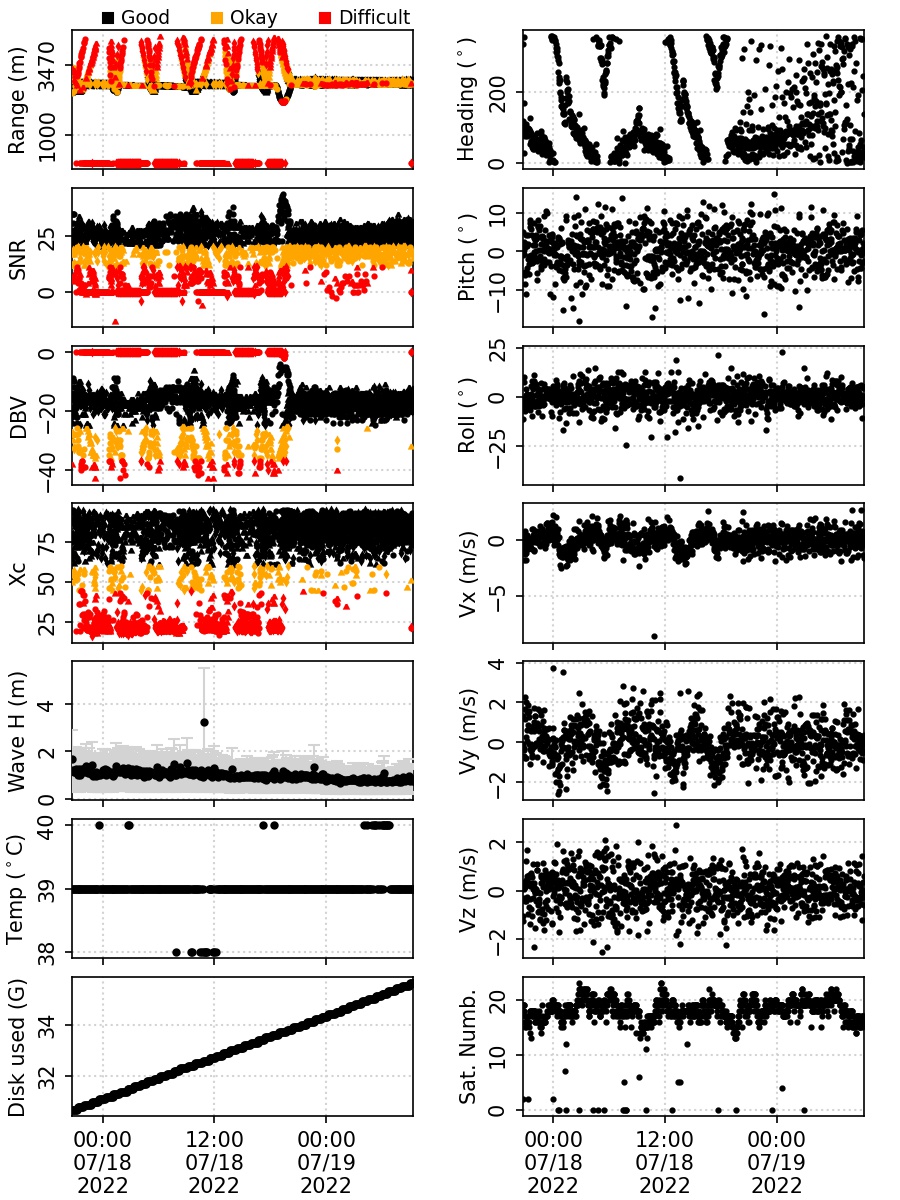 Good Okay Difficult
Range (m)
3470
1000
Heading (°)
200
0
SNR
25
0
Pitch (°)
10
0
−10
DBV
0
−20
−40
Roll (°)
25
0
−25
Xc
75
50
25
Vx (m/s)
0
−5
Wave H (m)
4
2
0
Vy (m/s)
4
2
0
−2
Temp (°C)
40
39
38
Vz (m/s)
2
0
−2
Disk used (G)
34
32
Sat. Numb.
20
10
0
00:00 12:00 00:00
07/18 07/18 07/19
2022 2022 2022
00:00 12:00 00:00
07/18 07/18 07/19
2022 2022 2022